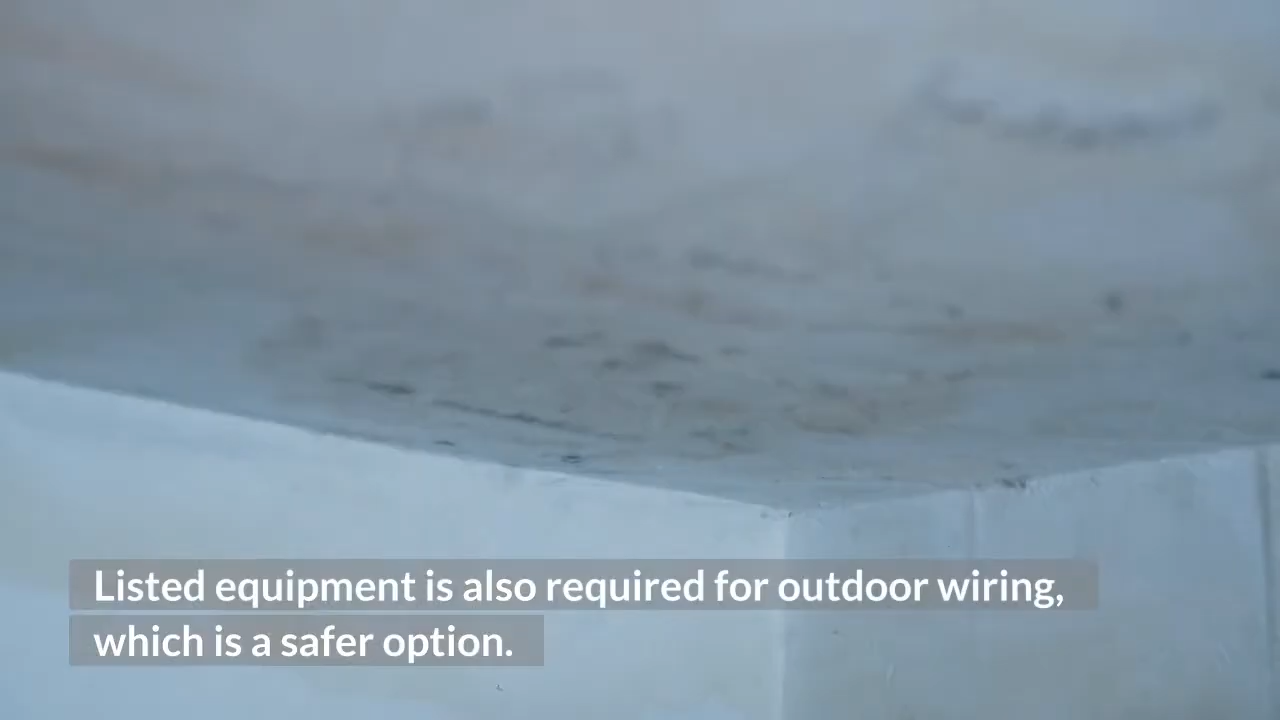 Listed equipment is also required for outdoor wiring,
which is a safer option.